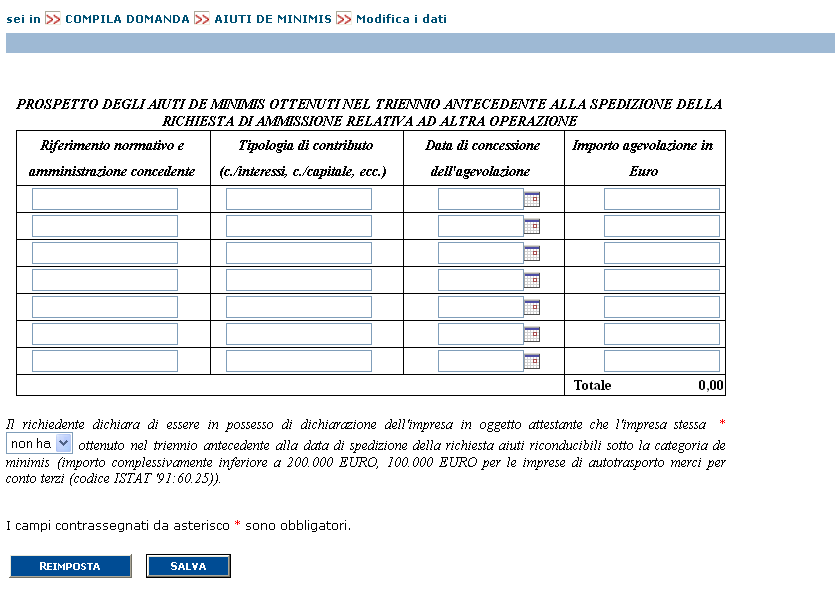 sei in >> COMPILA DOMANDA >> AIUTI DE MINIMIS >> Modifica i dati
PROSPETTO DEGLI AIUTI DE MINIMIS OTTENUTI NEL TRIENNIO ANTECEDENTE ALLA SPEDIZIONE DELLA
RICHIESTA DI AMMISSIONE RELATIVA AD ALTRA OPERAZIONE
Riferimento normativo e
amministrazione concedente
Tipologia di contributo
(c./interessi, c./capitale, ecc.)
Data di concessione
dell'agevolazione
Importo agevolazione in
Euro
Totale 0,00
Il richiedente dichiara di essere in possesso di dichiarazione dell'impresa in oggetto attestante che l'impresa stessa *
non ha ottenuto nel triennio antecedente alla data di spedizione della richiesta aiuti riconducibili sotto la categoria de
minimis (importo complessivamente inferiore a 200.000 EURO, 100.000 EURO per le imprese di autotrasporto merci per
conto terzi (codice ISTAT '91:60.25)).
I campi contrassegnati da asterisco * sono obbligatori.
REIMPOSTA SALVA